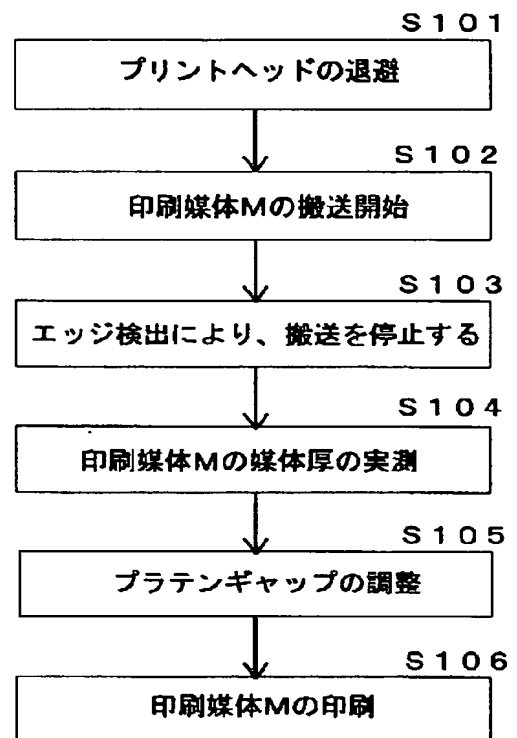 S101
プリントヘッドの退避
S102
印刷媒体Mの搬送開始
S103
エッジ検出により、搬送を停止する
S104
印刷媒体Mの媒体厚の実測
S105
プラテンギャップの調整
S106
印刷媒体Mの印刷